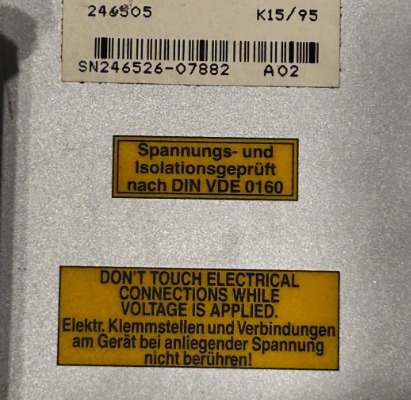 246505 K15/95
SN246526-07882 A02
Spannungs- und
Isolationsgeprüft
nach DIN VDE 0160
DON'T TOUCH ELECTRICAL
CONNECTIONS WHILE
VOLTAGE IS APPLIED.
Elektr. Klemmstellen und Verbindungen
am Gerät bei anliegender Spannung
nicht berühren!